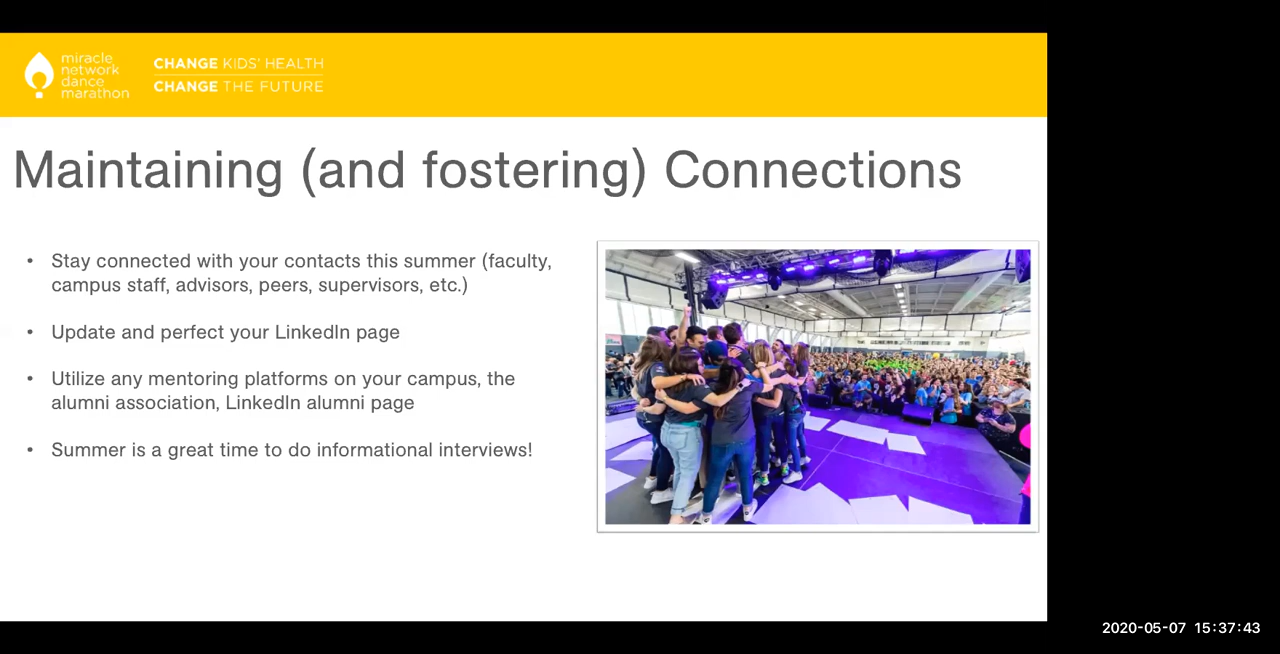 miracle
network
dance
marathon
CHANGE KIDS' HEALTH
CHANGE THE FUTURE
Maintaining (and fostering) Connections
• Stay connected with your contacts this summer (faculty,
campus staff, advisors, peers, supervisors, etc.)
• Update and perfect your LinkedIn page
• Utilize any mentoring platforms on your campus, the
alumni association, LinkedIn alumni page
• Summer is a great time to do informational interviews!
2020-05-07 15:37:43